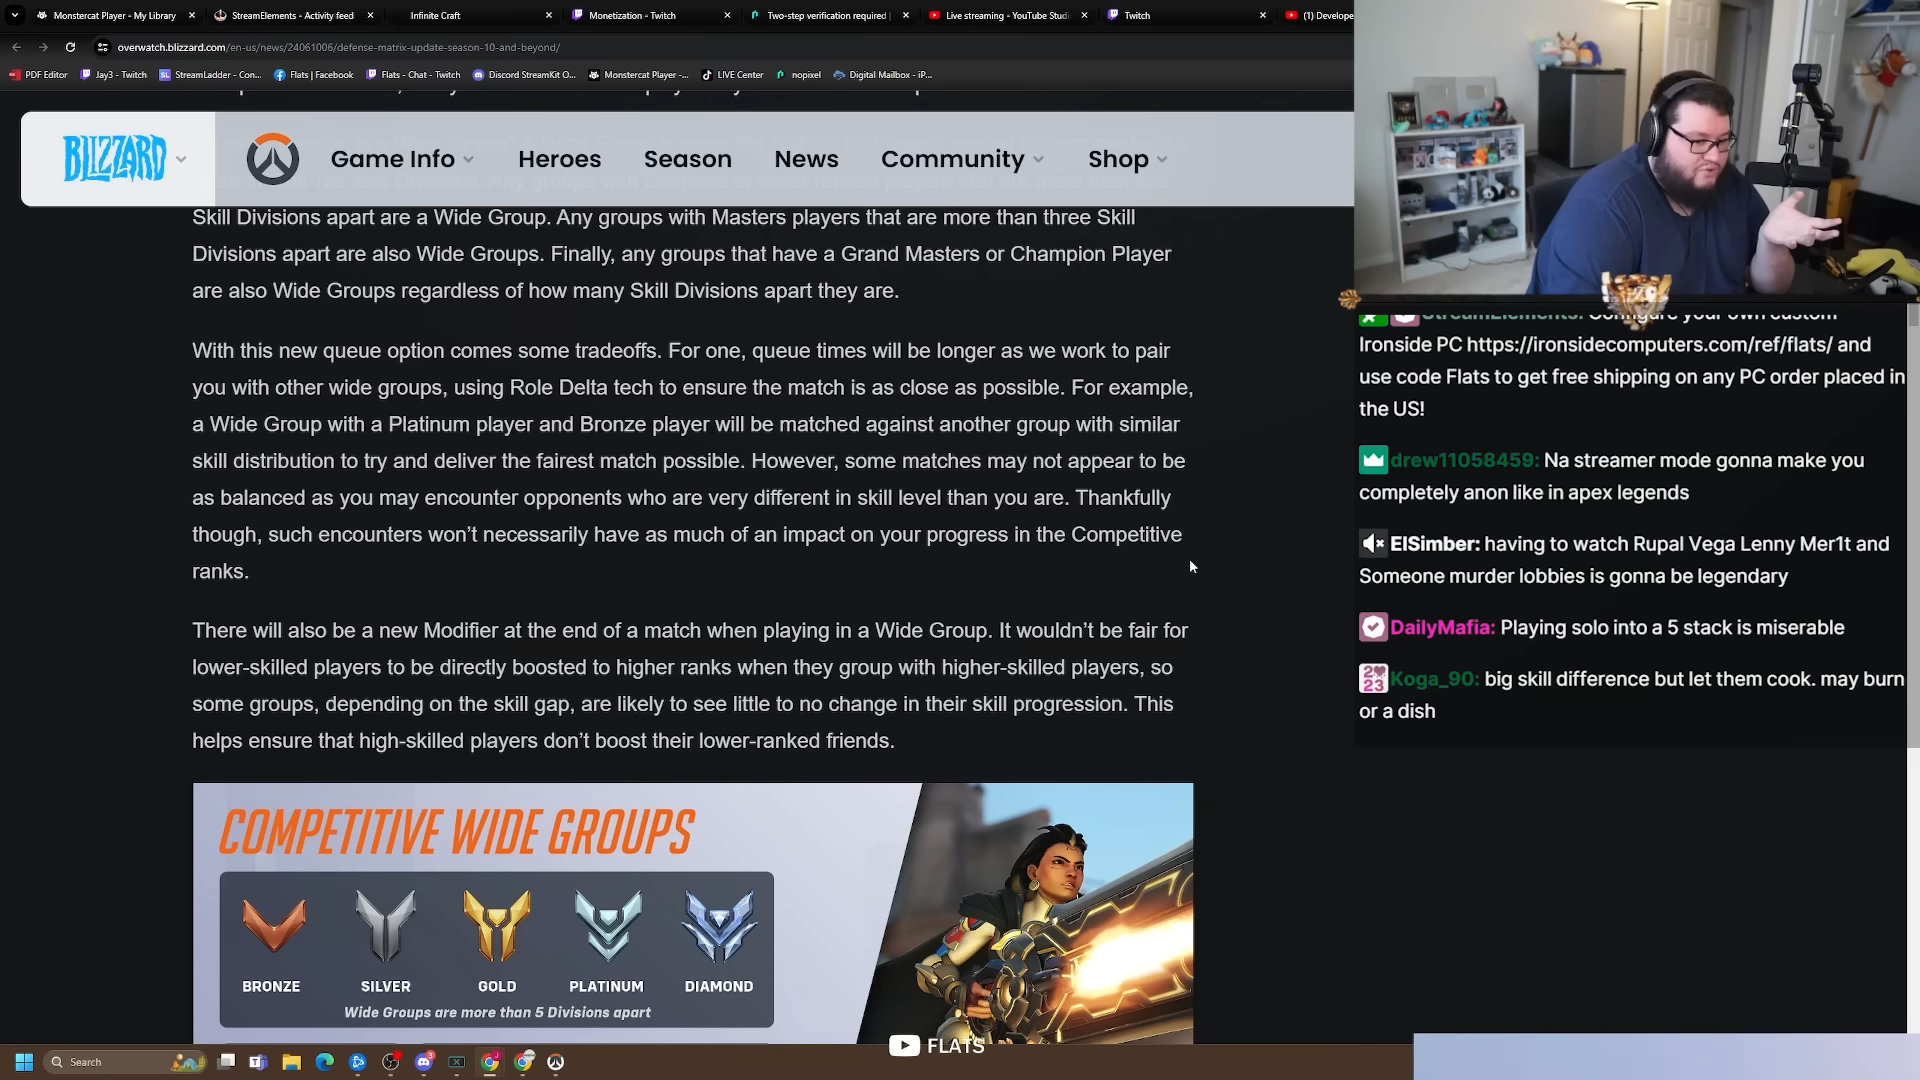 Monstercat Player - My Library
StreamElements - Activity feed
Infinite Craft
Monetization - Twitch
Two-step verification required |
Live streaming - YouTube Studi
Twitch
(1) Develope
overwatch.blizzard.com/en-us/news/24061006/defense-matrix-update-season-10-and-beyond/
PDF Editor
Jay3 - Twitch
StreamLadder - Con...
Flats | Facebook
Flats - Chat - Twitch
Discord StreamKit O...
Monstercat Player -...
LIVE Center
nopixel
Digital Mailbox - iP...
BLIZZARD
Game Info
Heroes
Season
News
Community
Shop
Skill Divisions apart are a Wide Group. Any groups with Masters players that are more than three Skill
Divisions apart are also Wide Groups. Finally, any groups that have a Grand Masters or Champion Player
are also Wide Groups regardless of how many Skill Divisions apart they are.
With this new queue option comes some tradeoffs. For one, queue times will be longer as we work to pair
you with other wide groups, using Role Delta tech to ensure the match is as close as possible. For example,
a Wide Group with a Platinum player and Bronze player will be matched against another group with similar
skill distribution to try and deliver the fairest match possible. However, some matches may not appear to be
as balanced as you may encounter opponents who are very different in skill level than you are. Thankfully
though, such encounters won’t necessarily have as much of an impact on your progress in the Competitive
ranks.
There will also be a new Modifier at the end of a match when playing in a Wide Group. It wouldn’t be fair for
lower-skilled players to be directly boosted to higher ranks when they group with higher-skilled players, so
some groups, depending on the skill gap, are likely to see little to no change in their skill progression. This
helps ensure that high-skilled players don’t boost their lower-ranked friends.
COMPETITIVE WIDE GROUPS
BRONZE
SILVER
GOLD
PLATINUM
DIAMOND
Wide Groups are more than 5 Divisions apart
StreamElements: Configure your own custom
Ironside PC https://ironsidecomputers.com/ref/flats/ and
use code Flats to get free shipping on any PC order placed in
the US!
drew11058459: Na streamer mode gonna make you
completely anon like in apex legends
ElSimber: having to watch Rupal Vega Lenny Mer1t and
Someone murder lobbies is gonna be legendary
DailyMafia: Playing solo into a 5 stack is miserable
Koga_90: big skill difference but let them cook. may burn
or a dish
FLATS
Search